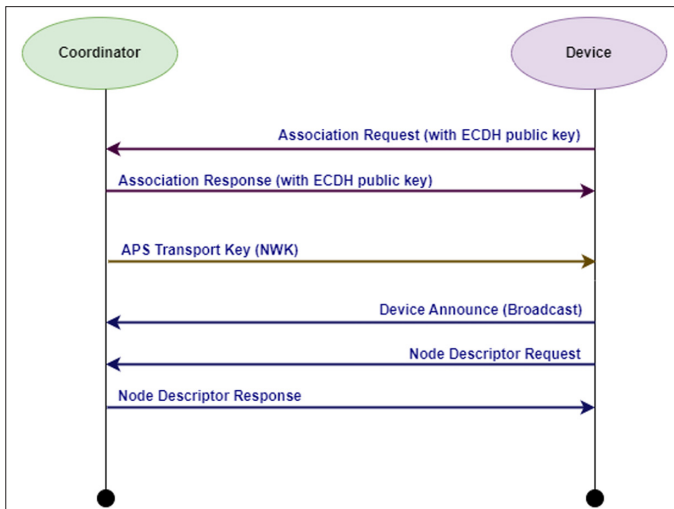 Coordinator
Device
Association Request (with ECDH public key)
Association Response (with ECDH public key)
APS Transport Key (NWK)
Device Announce (Broadcast)
Node Descriptor Request
Node Descriptor Response